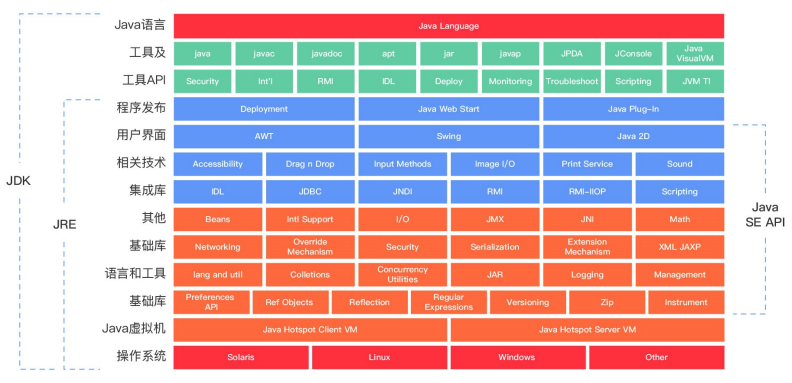 Java语言 Java Language
工具及 java javac javadoc apt jar javap JPDA JConsole Java VisualVM
工具API Security Int'l RMI IDL Deploy Monitoring Troubleshoot Scripting JVM TI
程序发布 Deployment Java Web Start Java Plug-In
用户界面 AWT Swing Java 2D
相关技术 Accessibility Drag n Drop Input Methods Image I/O Print Service Sound
集成库 IDL JDBC JNDI RMI RMI-IIOP Scripting
其他 Beans Intl Support I/O JMX JNI Math
基础库 Networking Override Mechanism Security Serialization Extension Mechanism XML JAXP
语言和工具 lang and util Colletions Concurrency Utilities JAR Logging Management
基础库 Preferences API Ref Objects Reflection Regular Expressions Versioning Zip Instrument
Java虚拟机 Java Hotspot Client VM Java Hotspot Server VM
操作系统 Solaris Linux Windows Other
JDK
JRE
Java
SE API